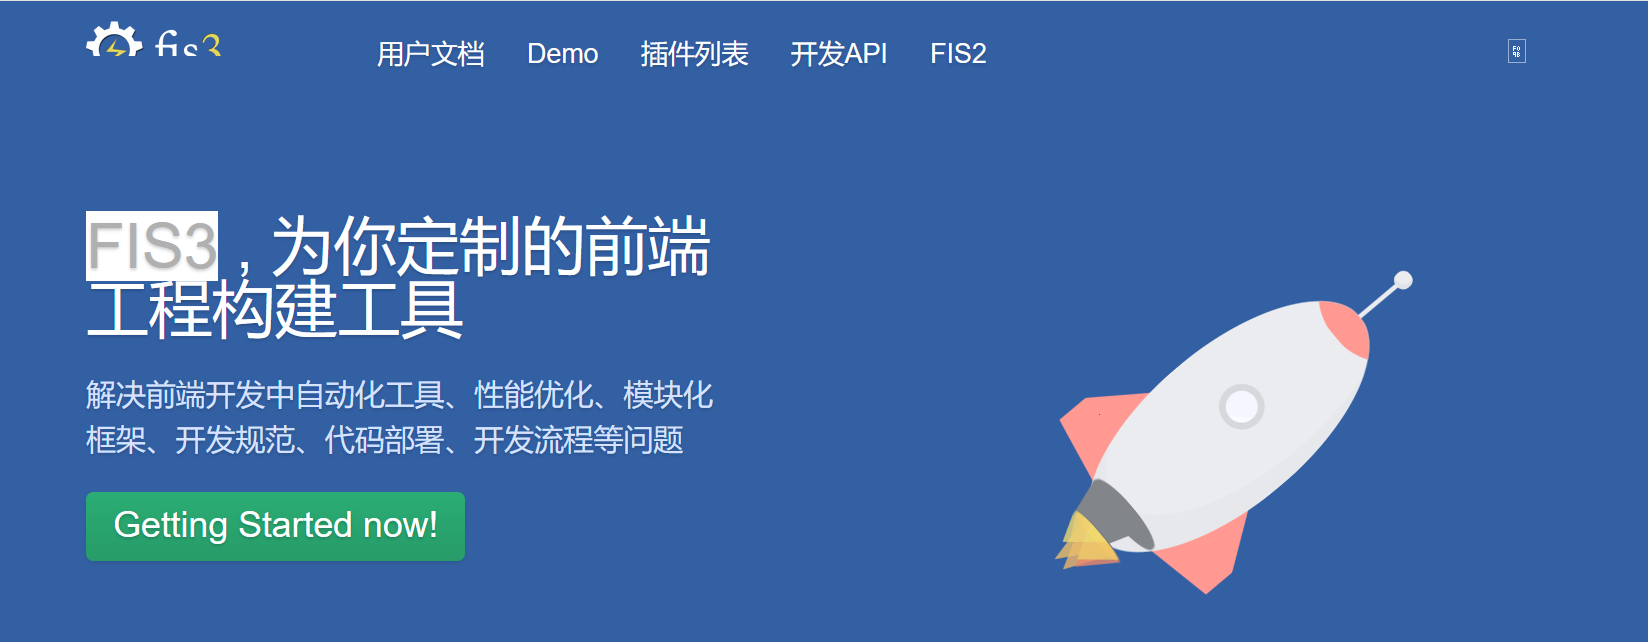 fis3
用户文档 Demo 插件列表 开发API FIS2
FIS3 , 为你定制的前端
工程构建工具
解决前端开发中自动化工具、性能优化、模块化
框架、开发规范、代码部署、开发流程等问题
Getting Started now!